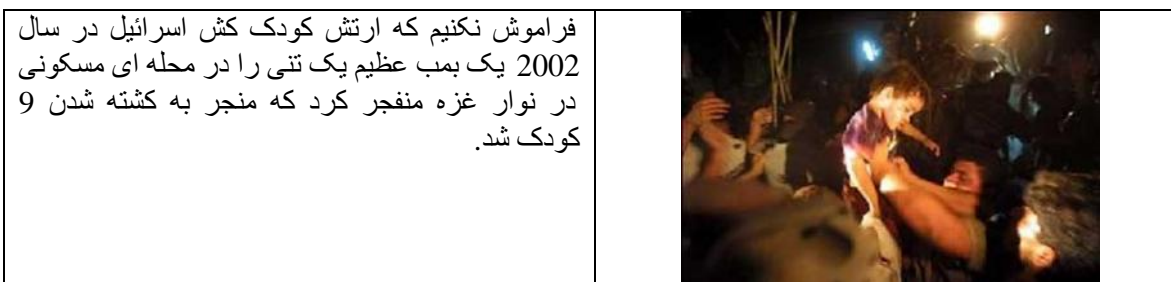 فراموش نکنیم که ارتش کودک کش اسرائیل در سال
2002 یک بمب عظیم یک تنی را در محله ای مسکونی
در نوار غزه منفجر کرد که منجر به کشته شدن 9
کودک شد.